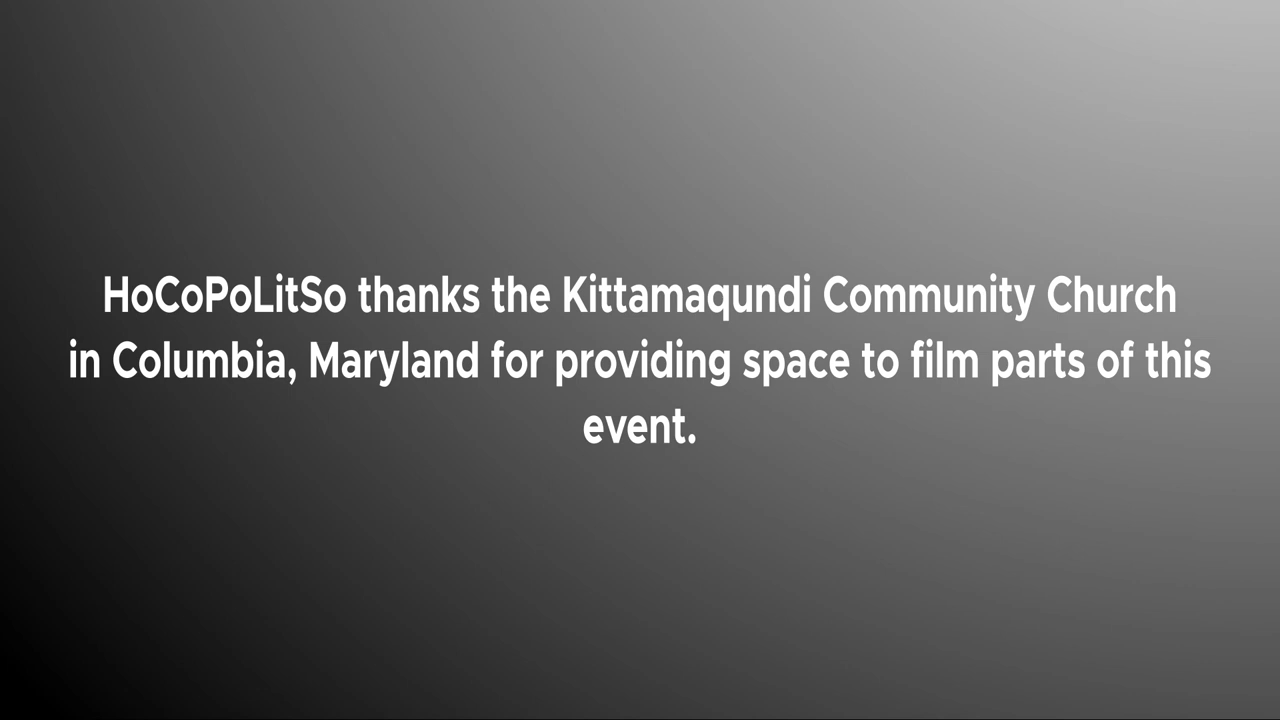 HoCoPoLitSo thanks the Kittamaqundi Community Church
in Columbia, Maryland for providing space to film parts of this
event.